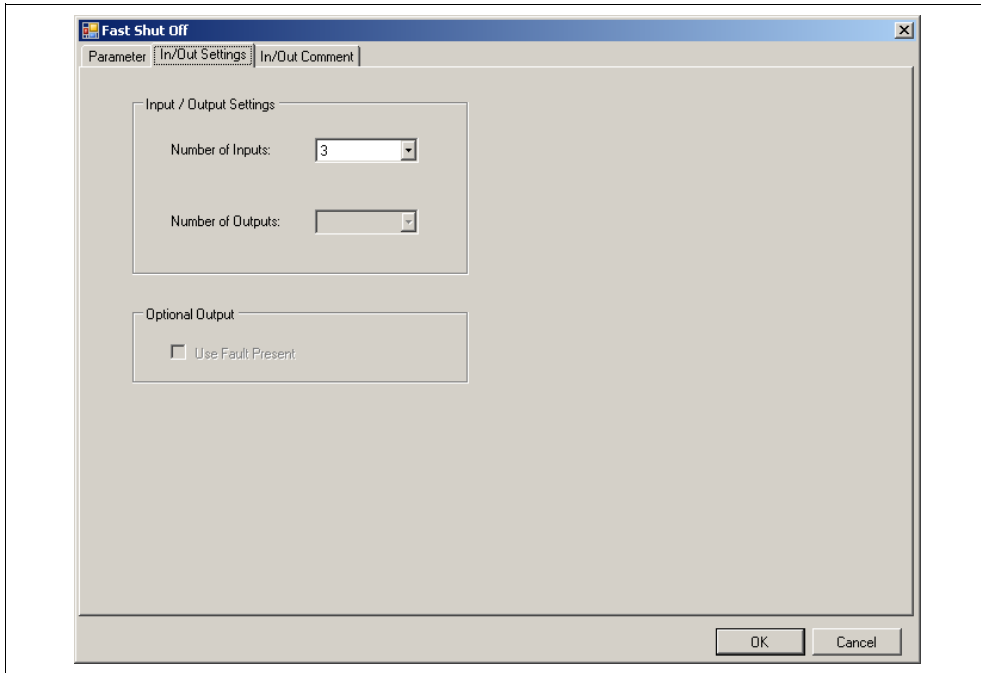 Fast Shut Off
Parameter In/Out Settings In/Out Comment
Input / Output Settings
Number of Inputs: 3
Number of Outputs:
Optional Output
Use Fault Present
OK Cancel